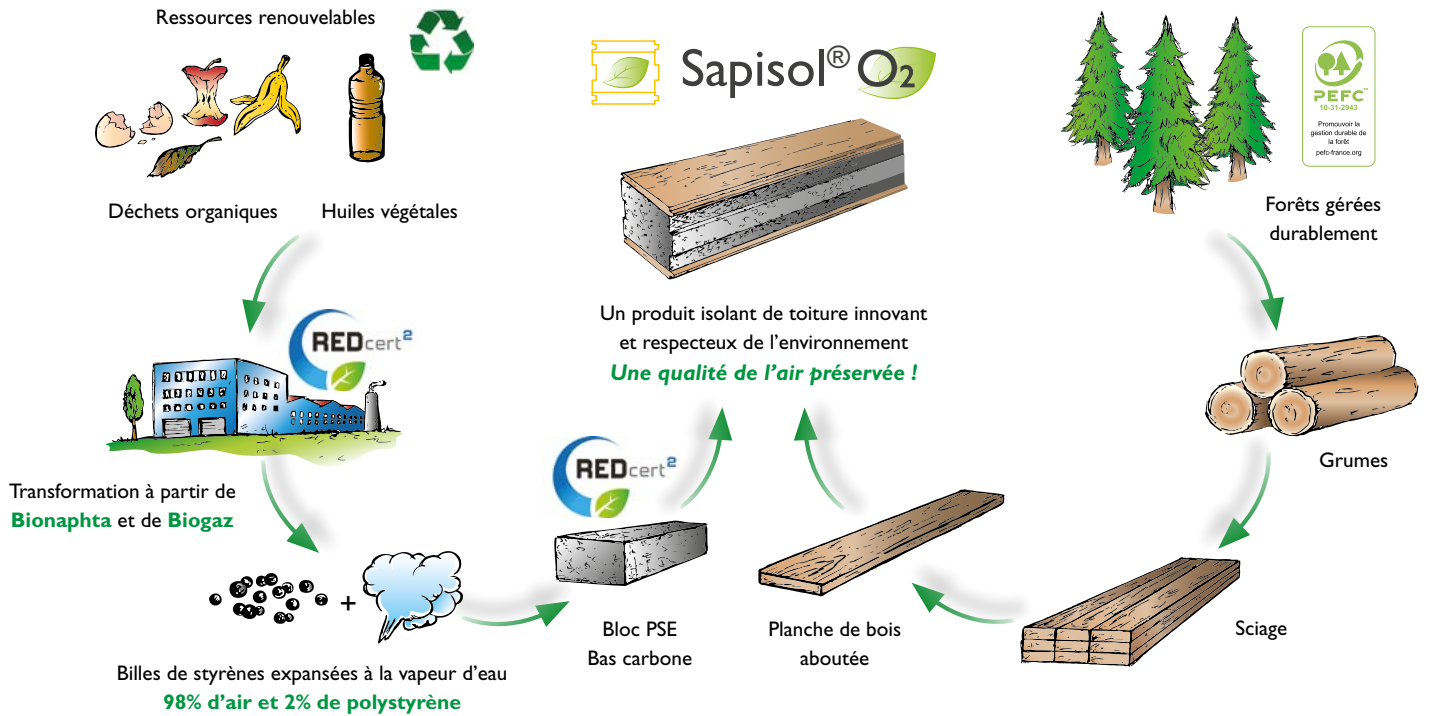 Ressources renouvelables
Déchets organiques
Huiles végétales
REDcert²
Transformation à partir de
Bionaphta et de Biogaz
+
Billes de styrènes expansées à la vapeur d'eau
98% d'air et 2% de polystyrène
REDcert²
Bloc PSE
Bas carbone
Sapisol® O2
Un produit isolant de toiture innovant
et respecteux de l'environnement
Une qualité de l'air préservée !
PEFC™
10-31-2943
Promouvoir la
gestion durable de
la forêt
pefc-france.org
Forêts gérées
durablement
Grumes
Sciage
Planche de bois
aboutée